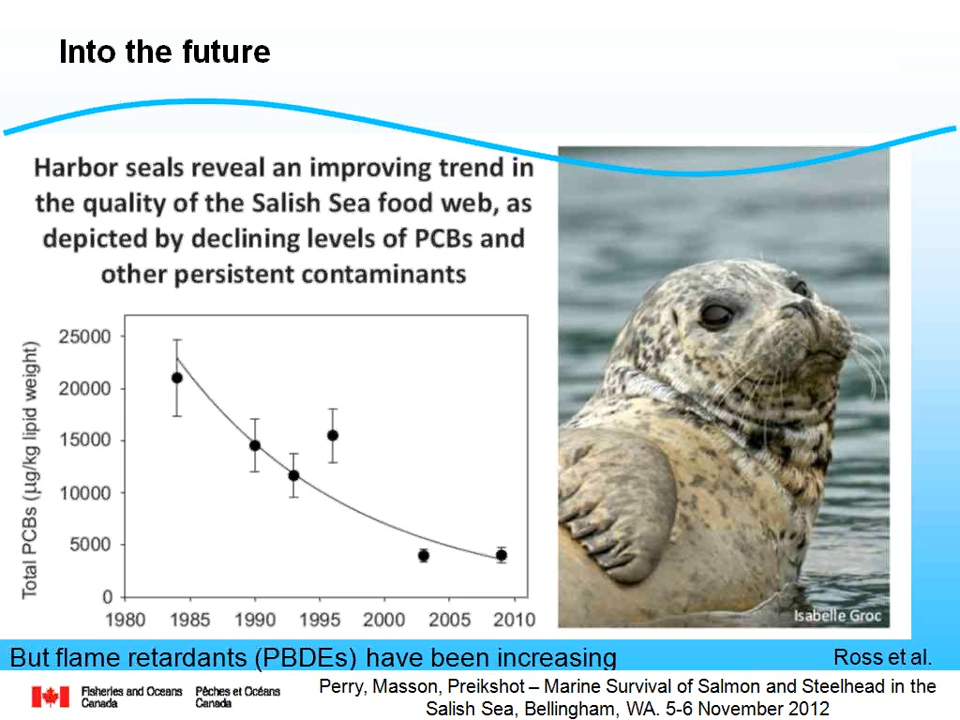 Into the future
Harbor seals reveal an improving trend in
the quality of the Salish Sea food web, as
depicted by declining levels of PCBs and
other persistent contaminants
Total PCBs (µg/kg lipid weight)
25000
20000
15000
10000
5000
0
1980 1985 1990 1995 2000 2005 2010
Isabelle Groc
But flame retardants (PBDEs) have been increasing
Ross et al.
Fisheries and Oceans Pêches et Océans
Canada Canada
Perry, Masson, Preikshot – Marine Survival of Salmon and Steelhead in the
Salish Sea, Bellingham, WA. 5-6 November 2012